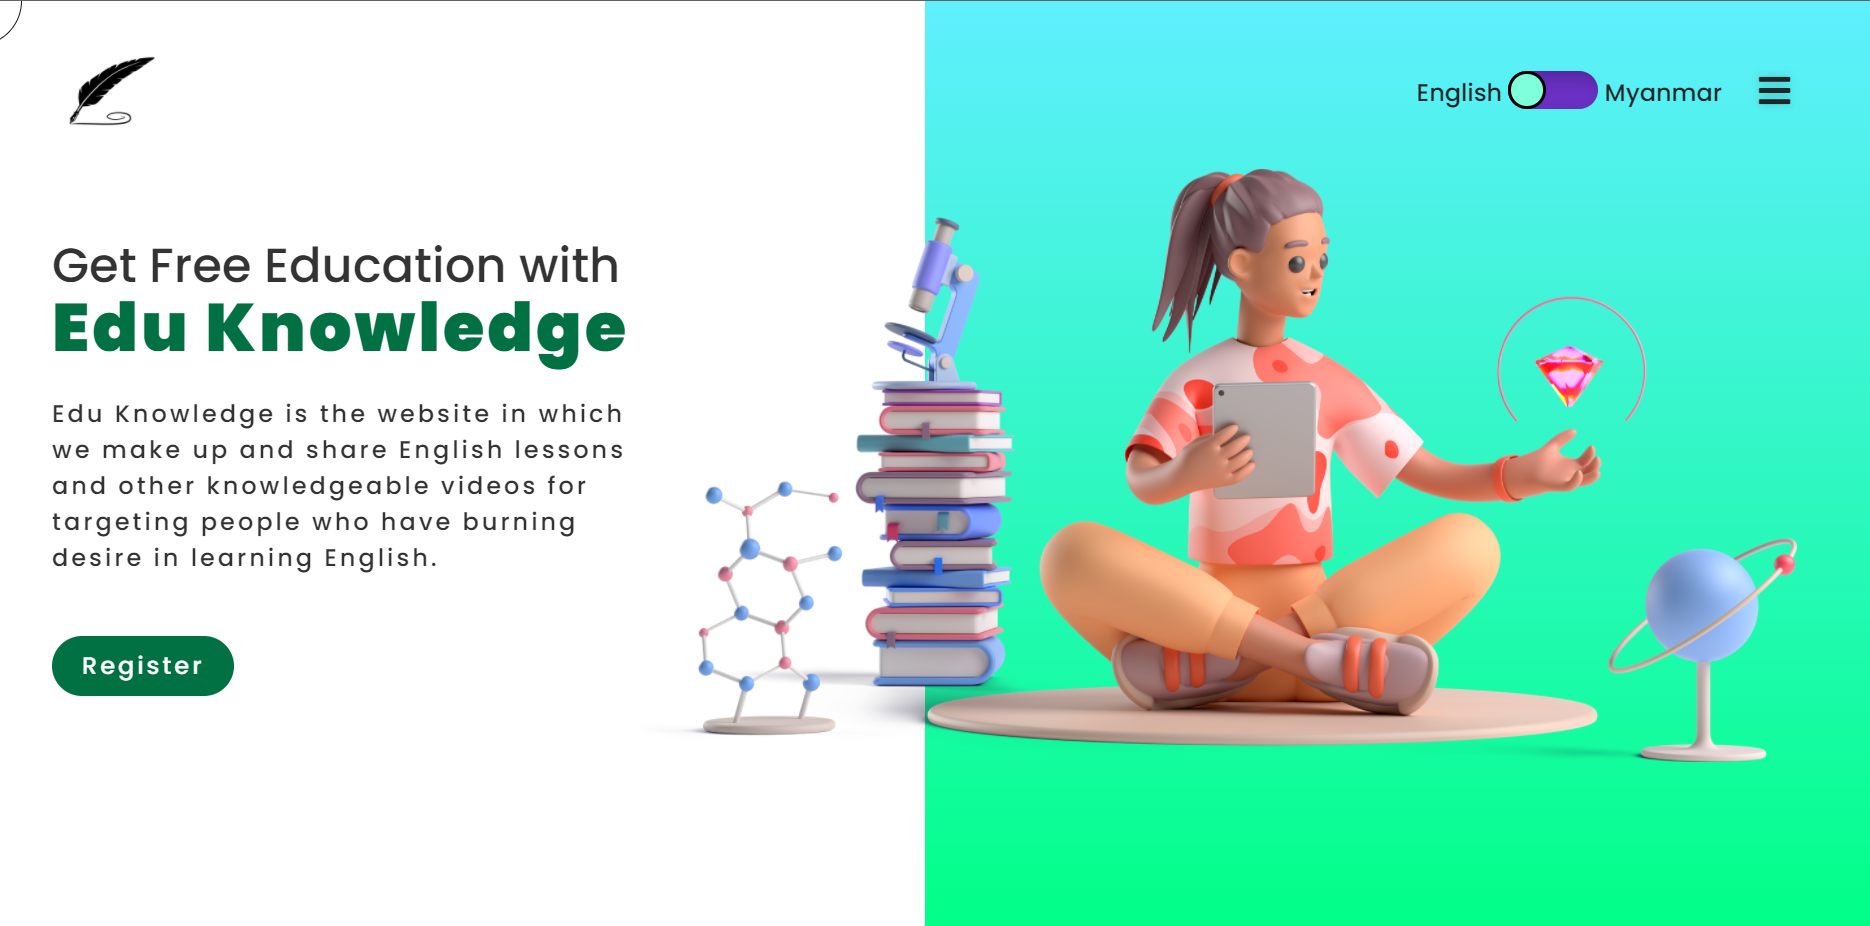 English Myanmar
Get Free Education with
Edu Knowledge
Edu Knowledge is the website in which
we make up and share English lessons
and other knowledgeable videos for
targeting people who have burning
desire in learning English.
Register